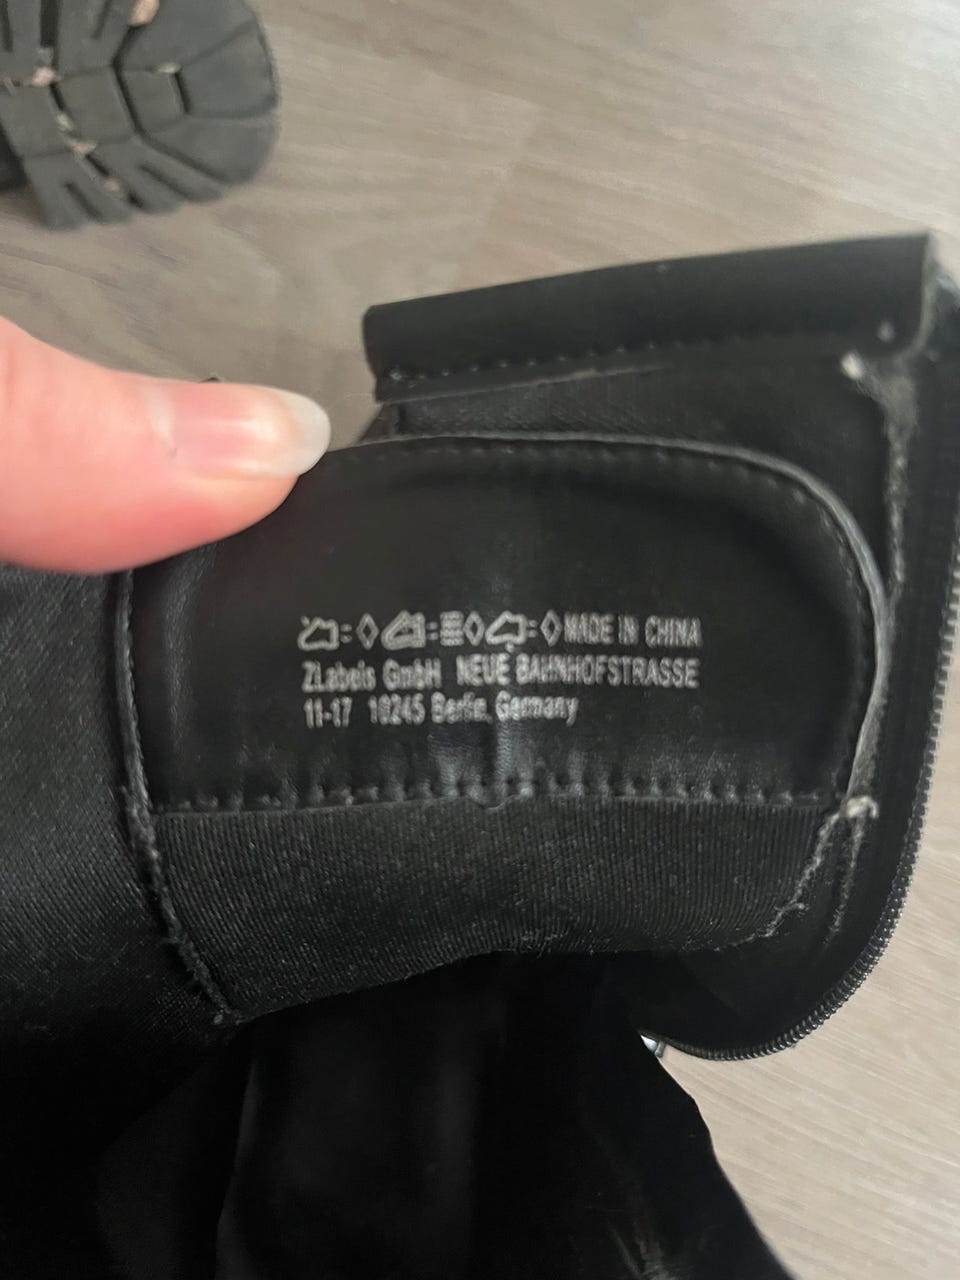 MADE IN CHINA
ZLabels GmbH NEUE BAHNHOFSTRASSE
11-17 10245 Berlin, Germany